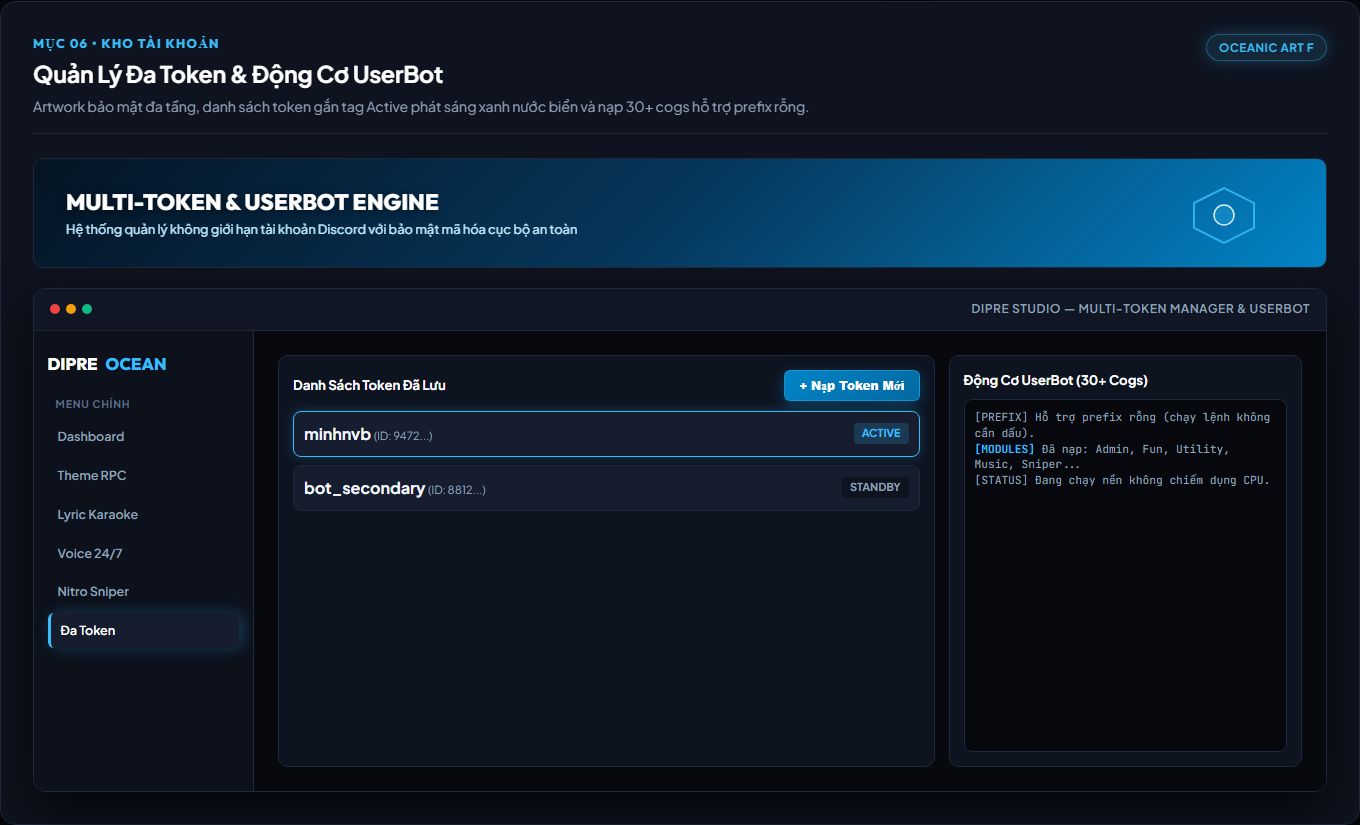 MỤC 06 • KHO TÀI KHOẢN
OCEANIC ART F
Quản Lý Đa Token & Động Cơ UserBot
Artwork bảo mật đa tầng, danh sách token gắn tag Active phát sáng xanh nước biển và nạp 30+ cogs hỗ trợ prefix rỗng.
MULTI-TOKEN & USERBOT ENGINE
Hệ thống quản lý không giới hạn tài khoản Discord với bảo mật mã hóa cục bộ an toàn
DIPRE STUDIO — MULTI-TOKEN MANAGER & USERBOT
DIPRE OCEAN
MENU CHÍNH
Dashboard
Theme RPC
Lyric Karaoke
Voice 24/7
Nitro Sniper
Đa Token
Danh Sách Token Đã Lưu
+ Nạp Token Mới
minhnvb (ID: 9472...)
ACTIVE
bot_secondary (ID: 8812...)
STANDBY
Động Cơ UserBot (30+ Cogs)
[PREFIX] Hỗ trợ prefix rỗng (chạy lệnh không
cần dấu).
[MODULES] Đã nạp: Admin, Fun, Utility,
Music, Sniper...
[STATUS] Đang chạy nền không chiếm dụng CPU.